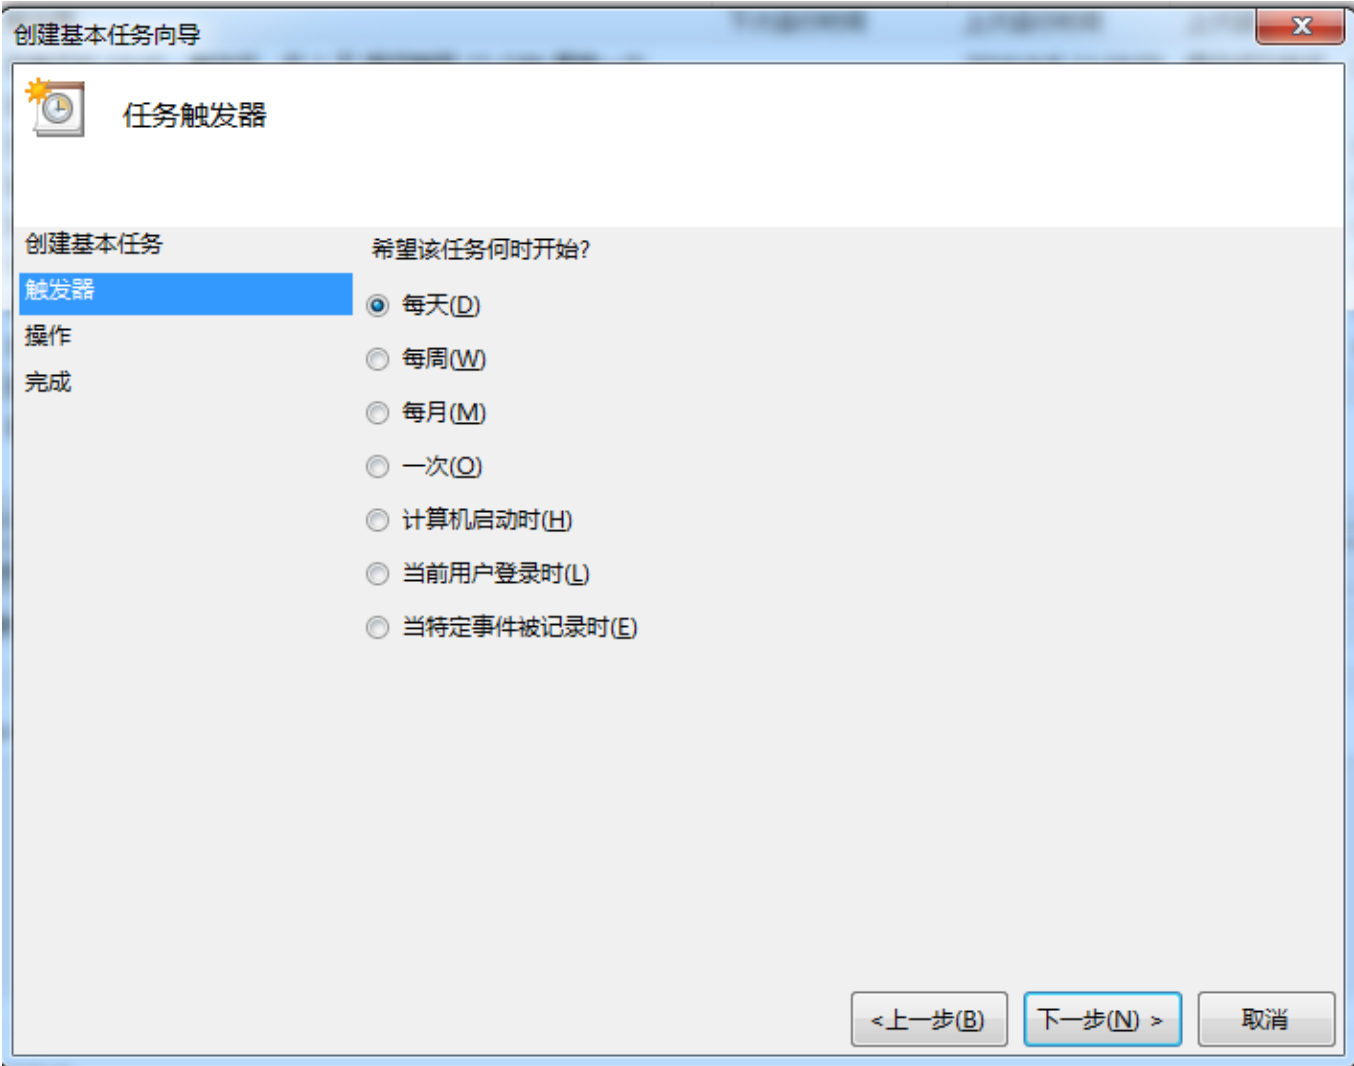 创建基本任务向导
任务触发器
创建基本任务
触发器
操作
完成
希望该任务何时开始?
每天(D)
每周(W)
每月(M)
一次(O)
计算机启动时(H)
当前用户登录时(L)
当特定事件被记录时(E)
<上一步(B)
下一步(N) >
取消